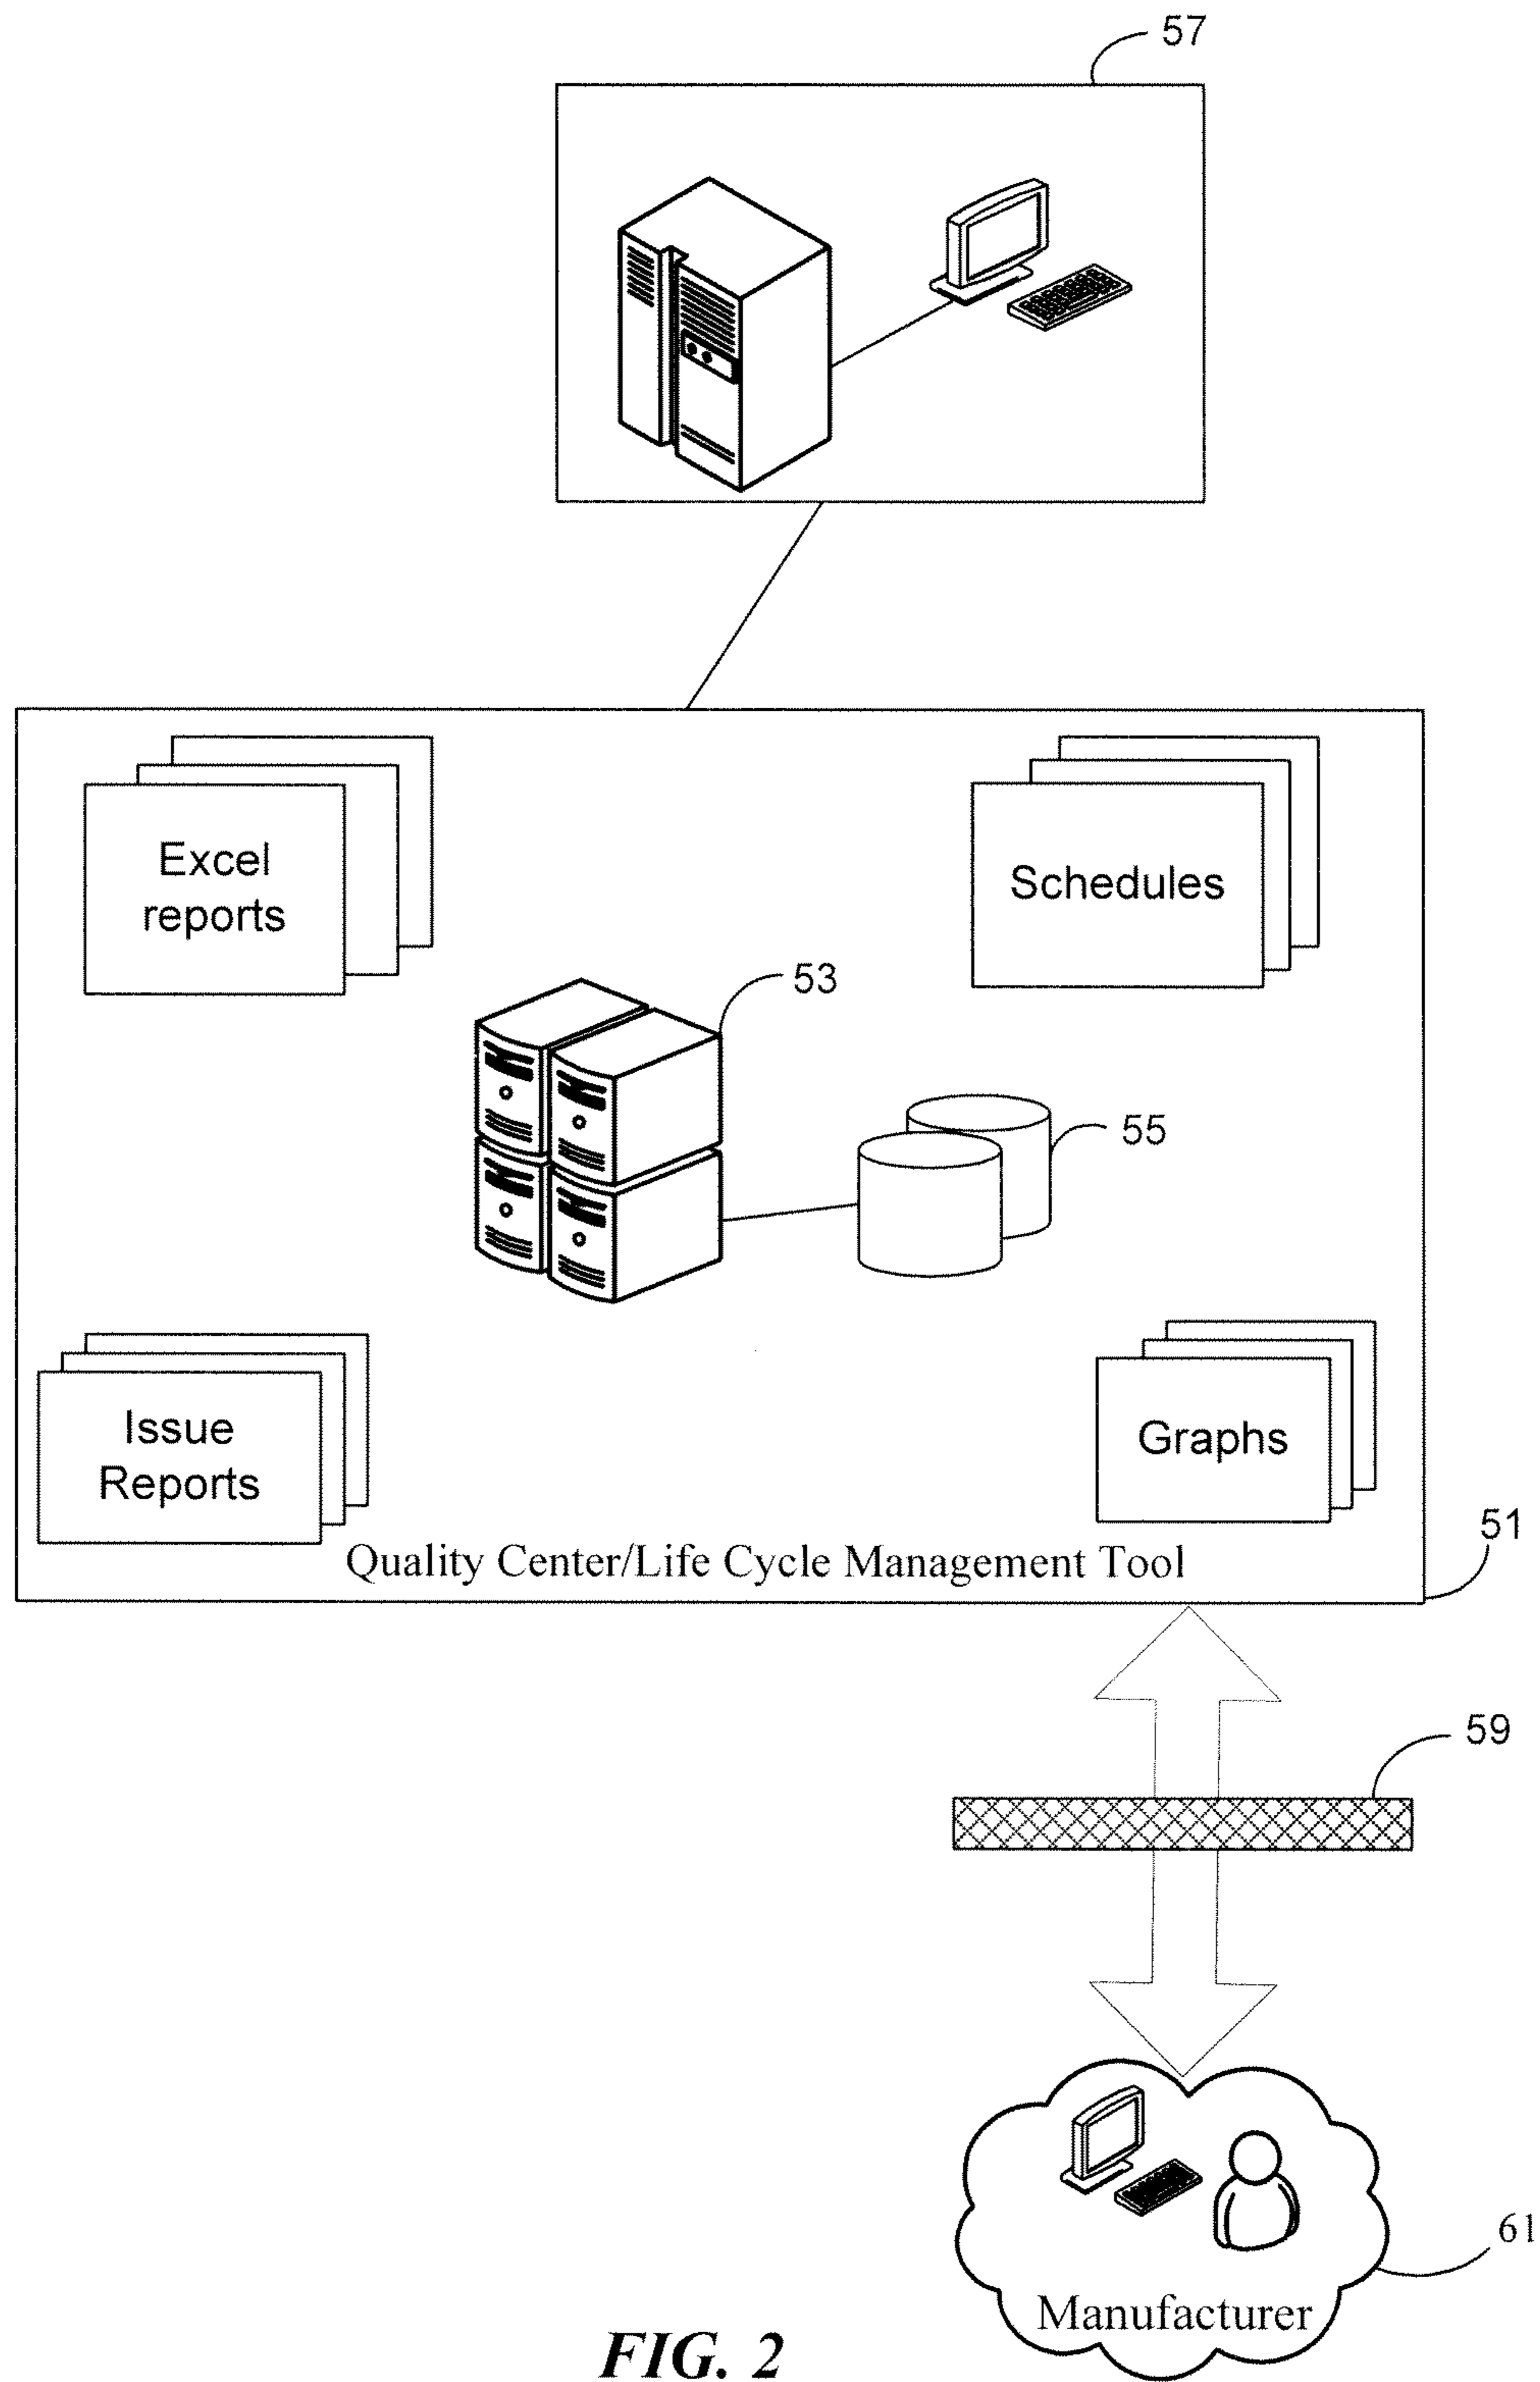 57
Excel
reports
Schedules
53
55
Issue
Reports
Graphs
Quality Center/Life Cycle Management Tool
51
59
61
Manufacturer
FIG. 2